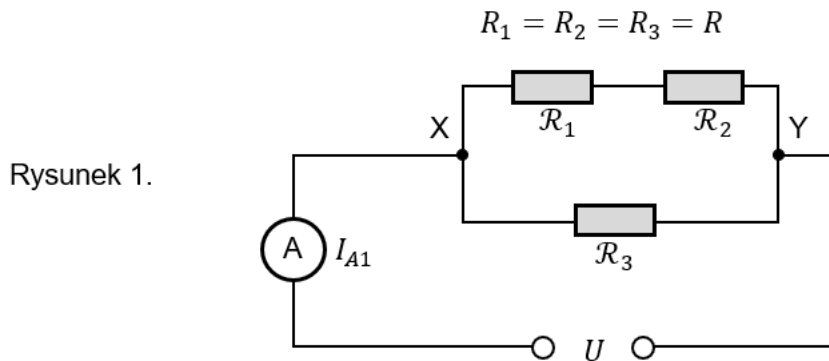 R₁ = R₂ = R₃ = R
ℛ₁
ℛ₂
X
Y
Rysunek 1.
A
I_A1
ℛ₃
U